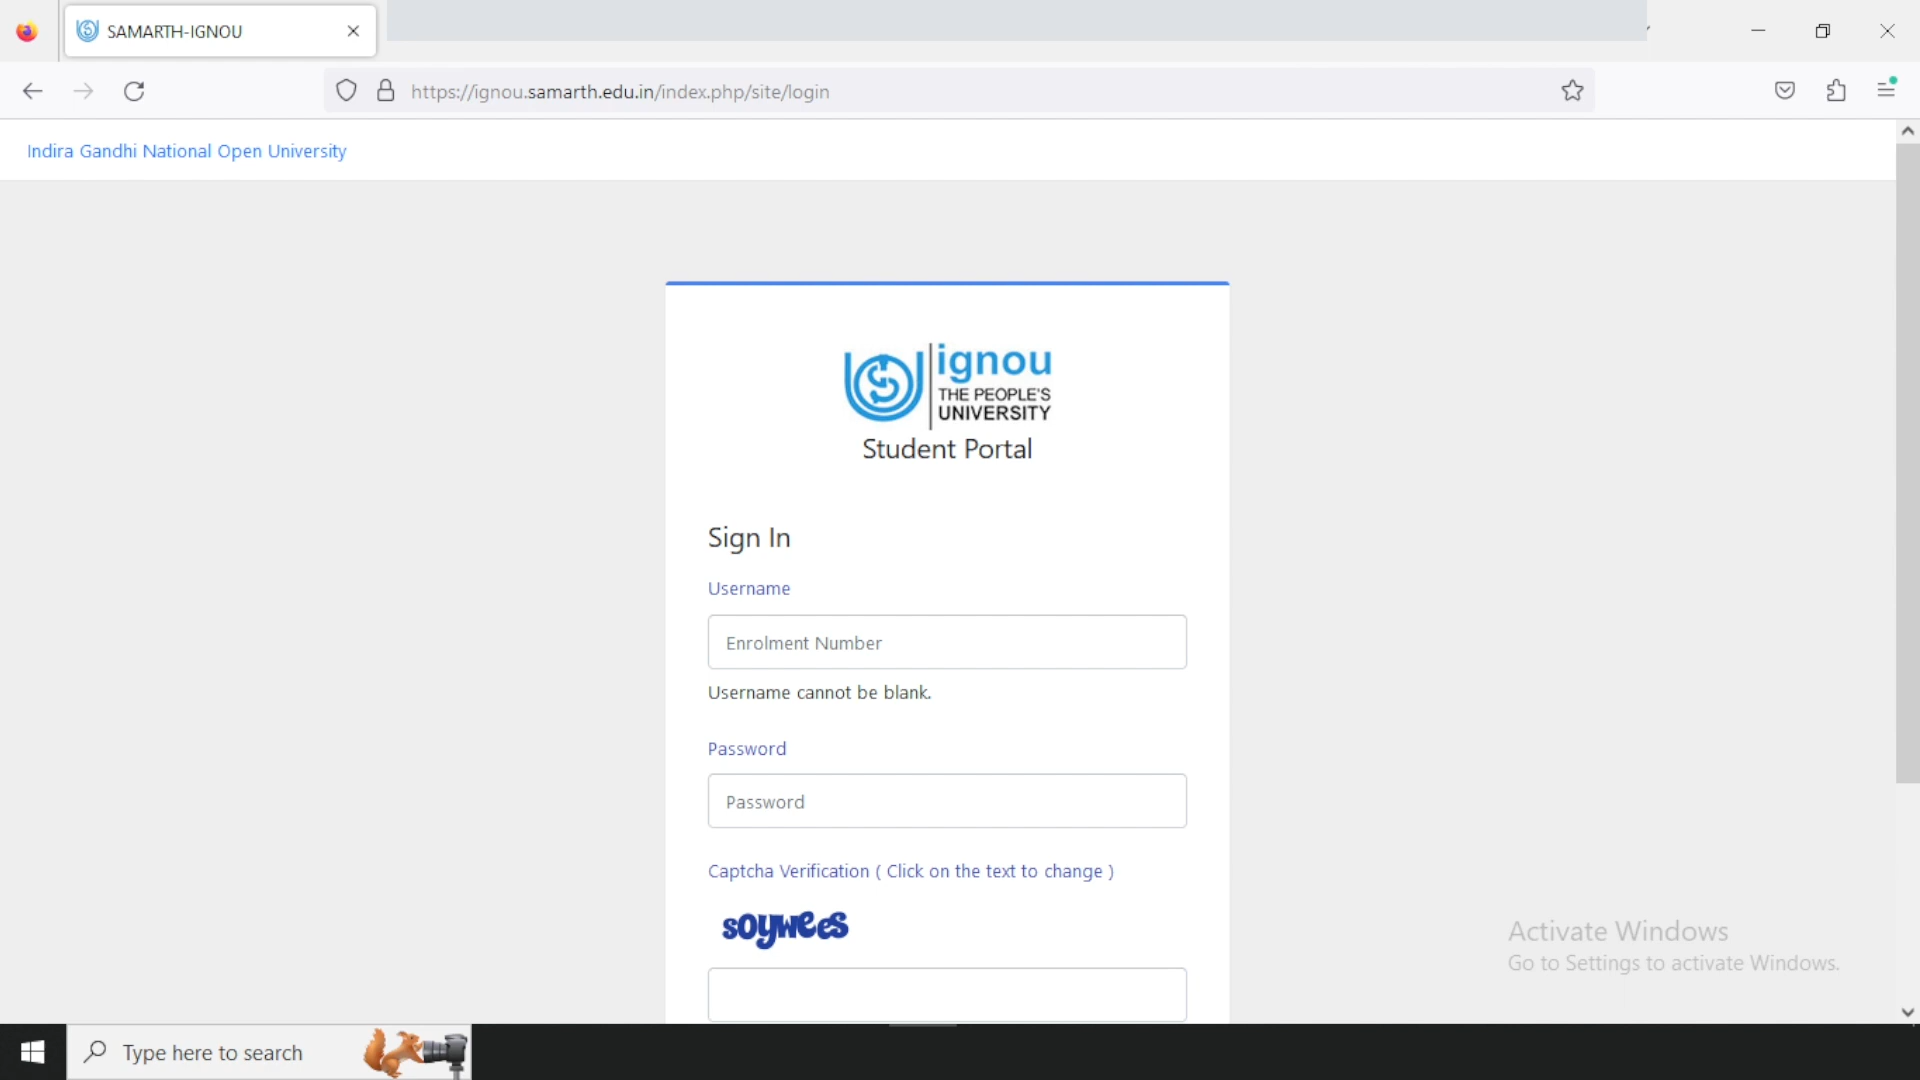 SAMARTH-IGNOU
https://ignou.samarth.edu.in/index.php/site/login
Indira Gandhi National Open University
ignou
THE PEOPLE'S
UNIVERSITY
Student Portal
Sign In
Username
Enrolment Number
Username cannot be blank.
Password
Password
Captcha Verification ( Click on the text to change )
soywees
Activate Windows
Go to Settings to activate Windows.
Type here to search